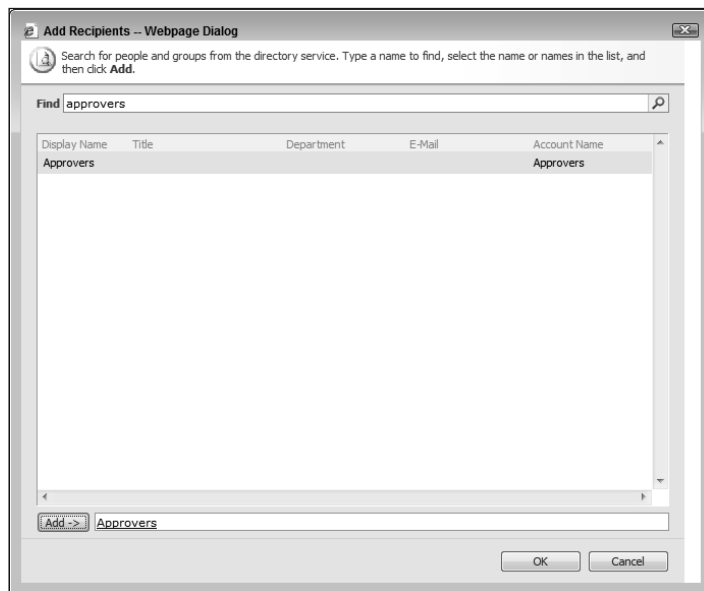 Add Recipients -- Webpage Dialog
Search for people and groups from the directory service. Type a name to find, select the name or names in the list, and
then click Add.
Find approvers
Display Name Title Department E-Mail Account Name
Approvers Approvers
Add -> Approvers
OK Cancel